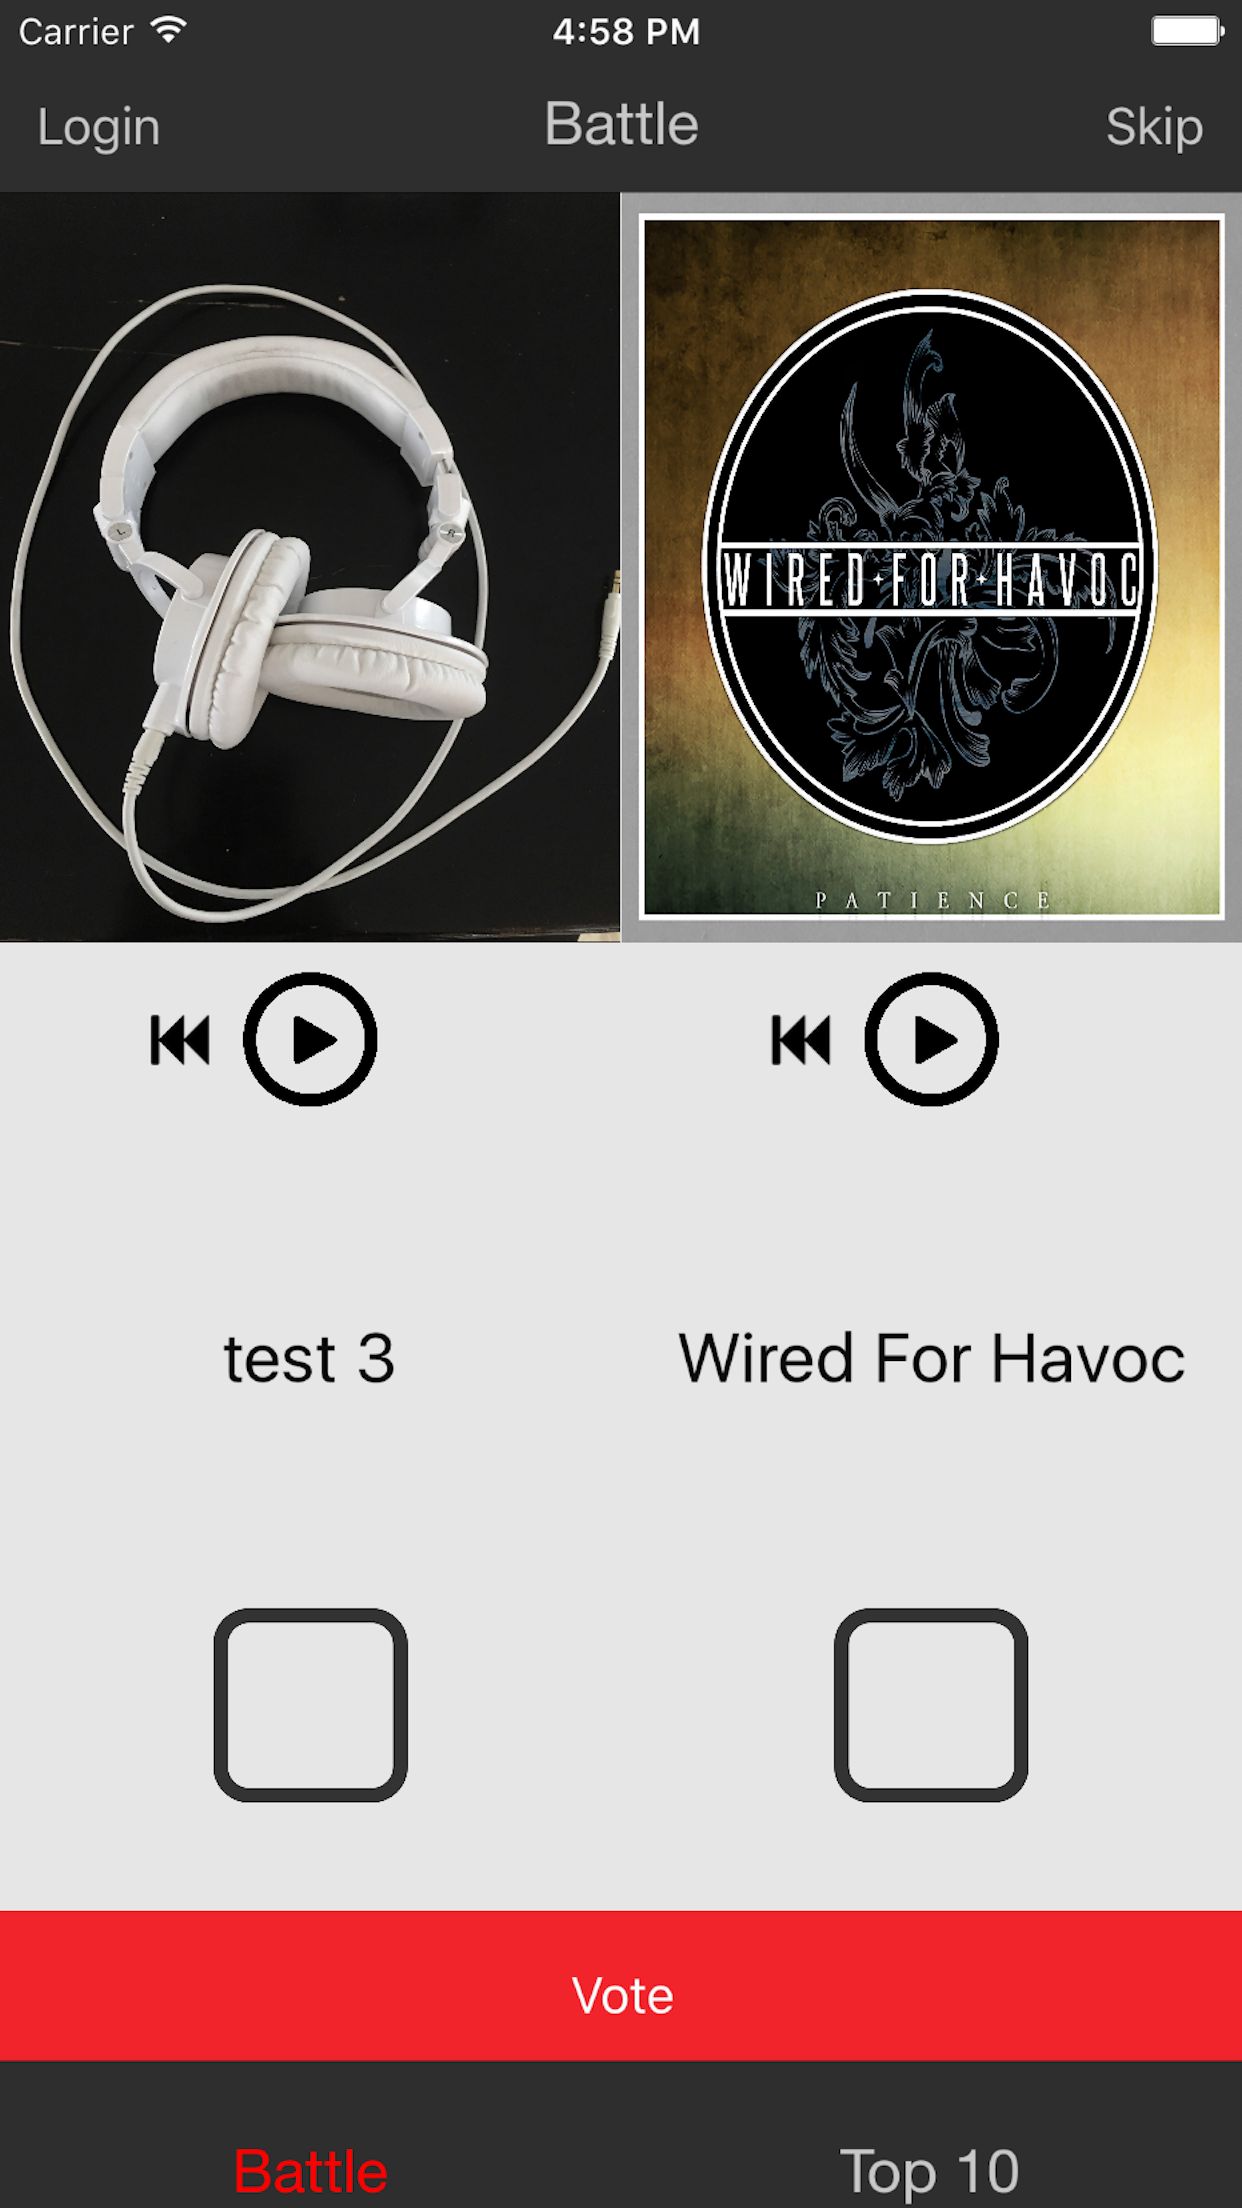 Carrier 4:58 PM
Login Battle Skip
L R
WIRED FOR HAVOC
PATIENCE
test 3 Wired For Havoc
Vote
Battle Top 10